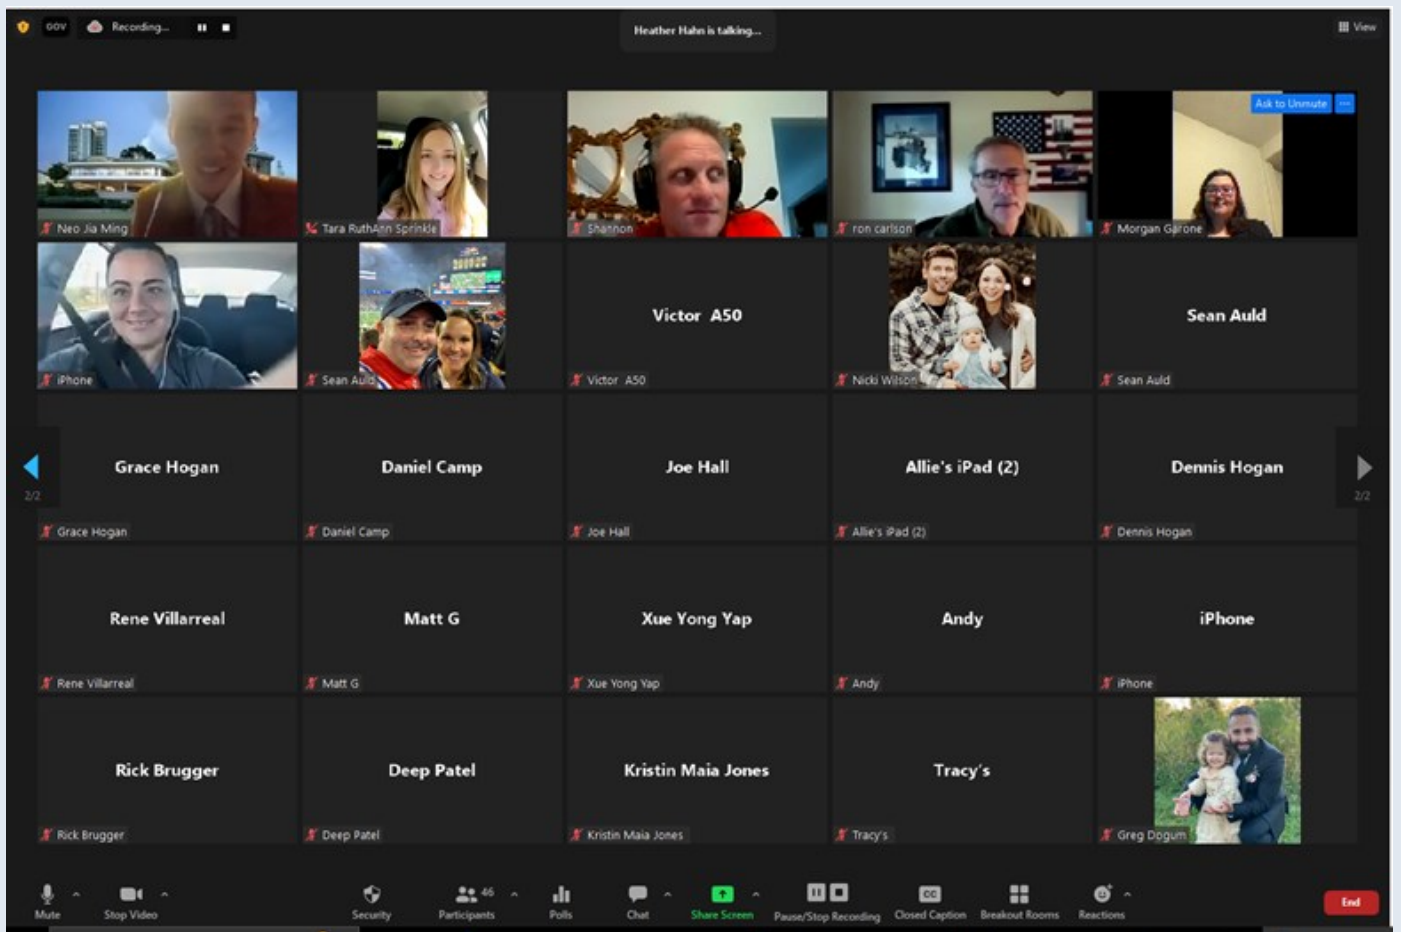 GOV
Recording...
Heather Hahn is talking...
View
Ask to Unmute
...
Neo Jia Ming
Tara RuthAnn Sprinkle
Shannon
ron carlson
Morgan Garone
Victor A50
Sean Auld
iPhone
Sean Auld
Victor A50
Nicki Wilson
Sean Auld
Grace Hogan
Daniel Camp
Joe Hall
Allie's iPad (2)
Dennis Hogan
2/2
2/2
Grace Hogan
Daniel Camp
Joe Hall
Allie's iPad (2)
Dennis Hogan
Rene Villarreal
Matt G
Xue Yong Yap
Andy
iPhone
Rene Villarreal
Matt G
Xue Yong Yap
Andy
iPhone
Rick Brugger
Deep Patel
Kristin Maia Jones
Tracy's
Rick Brugger
Deep Patel
Kristin Maia Jones
Tracy's
Greg Dogum
46
CC
Mute
Stop Video
Security
Participants
Polls
Chat
Share Screen
Pause/Stop Recording
Closed Caption
Breakout Rooms
Reactions
End